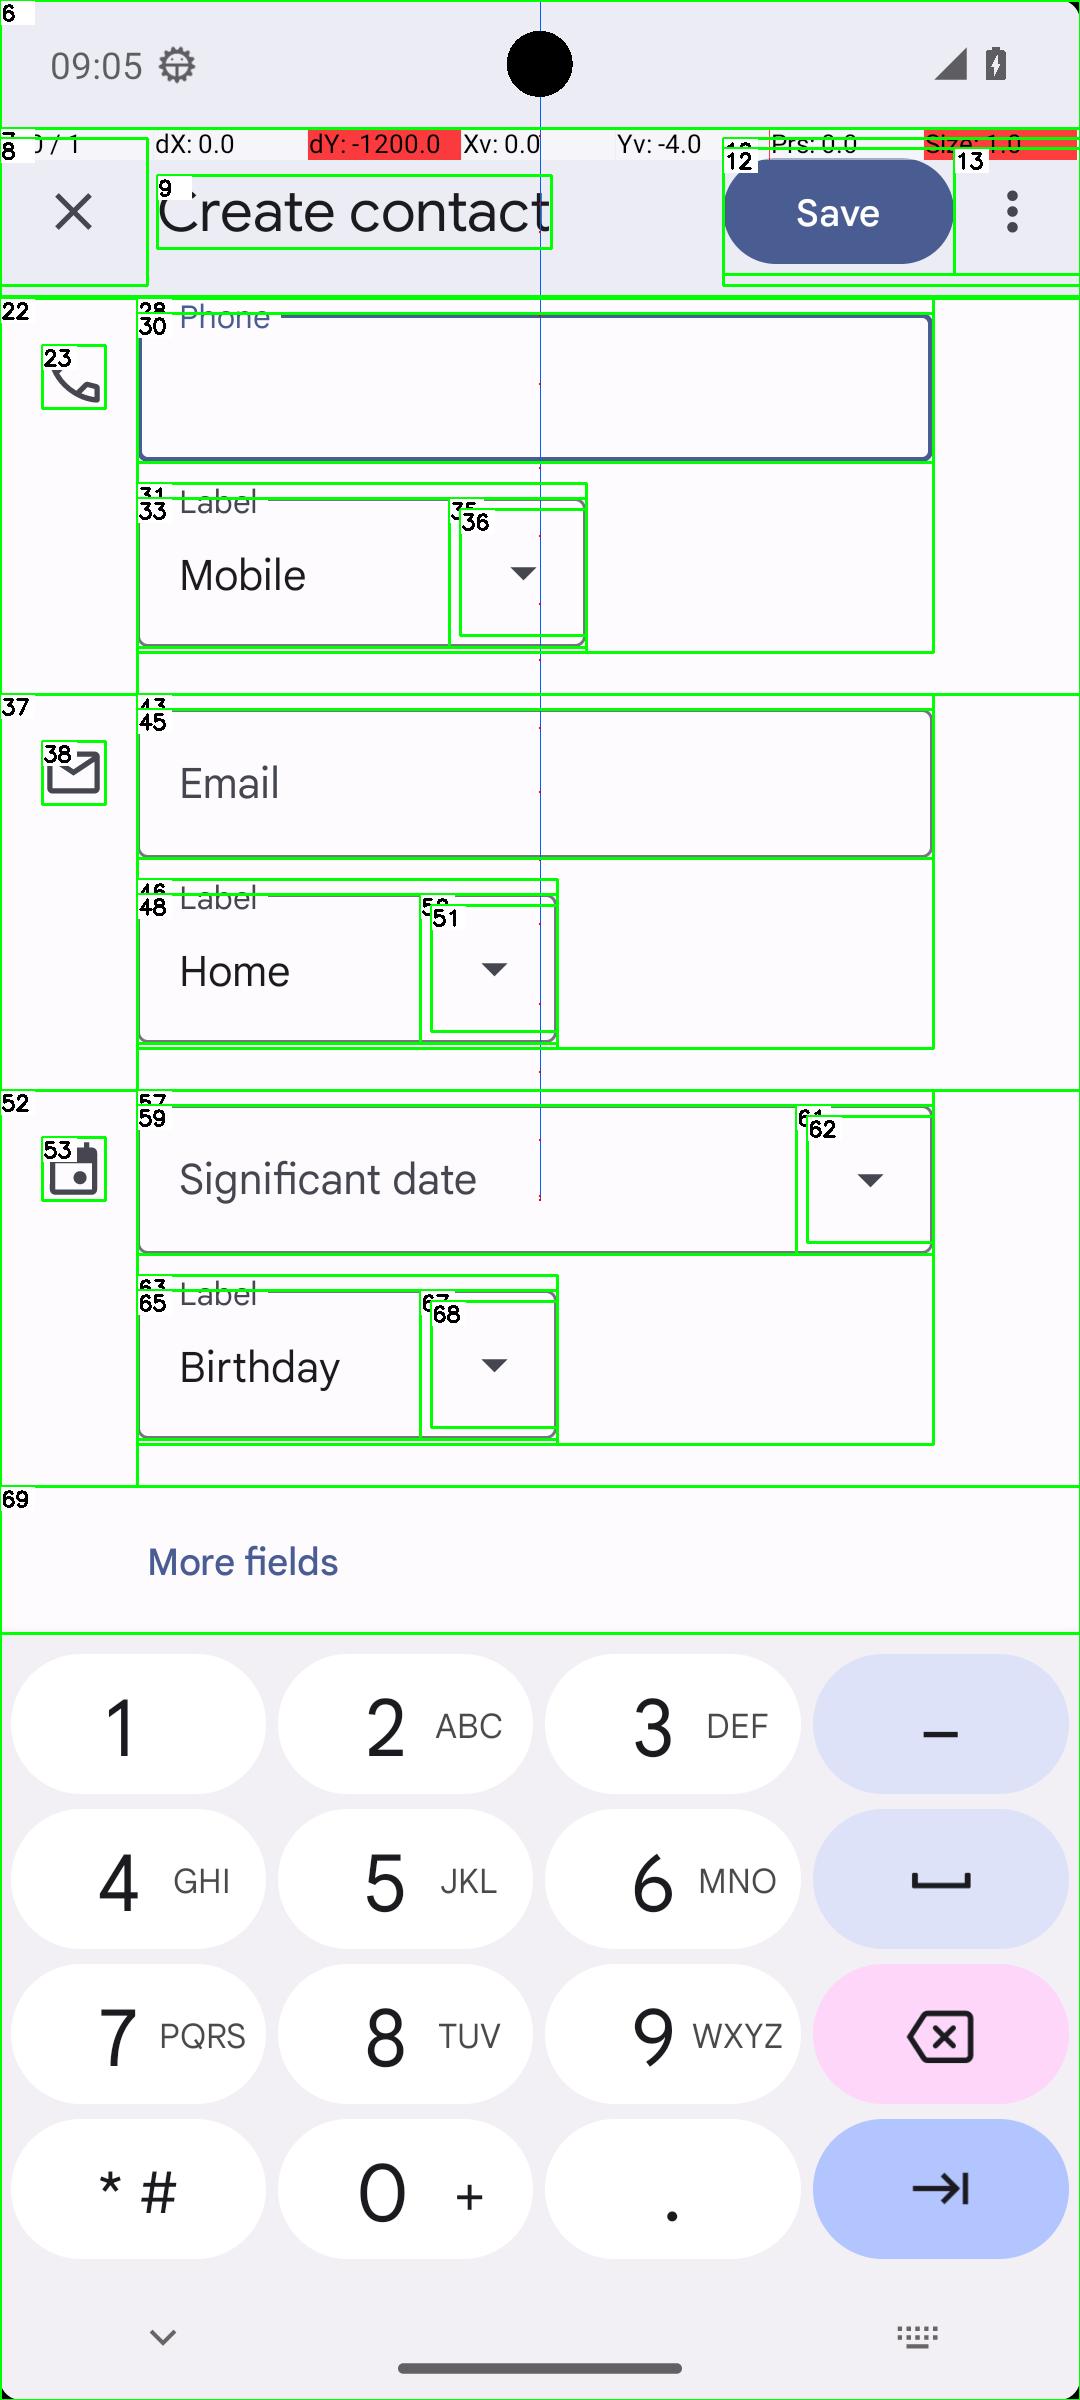 6
09:05
7
8
0 / 1 dX: 0.0 dY: -1200.0 Xv: 0.0 Yv: -4.0 Prs: 0.0 Size: 1.0
9 12 13
Create contact Save
22 28 Phone
30
23
31 Label
33 35
36
Mobile
37 43
45
38
Email
46 Label
48 50
51
Home
52 57
59 61
62
53
Significant date
63 Label
65 67
68
Birthday
69
More fields
1 2 ABC 3 DEF –
4 GHI 5 JKL 6 MNO
7 PQRS 8 TUV 9 WXYZ
* # 0 + .